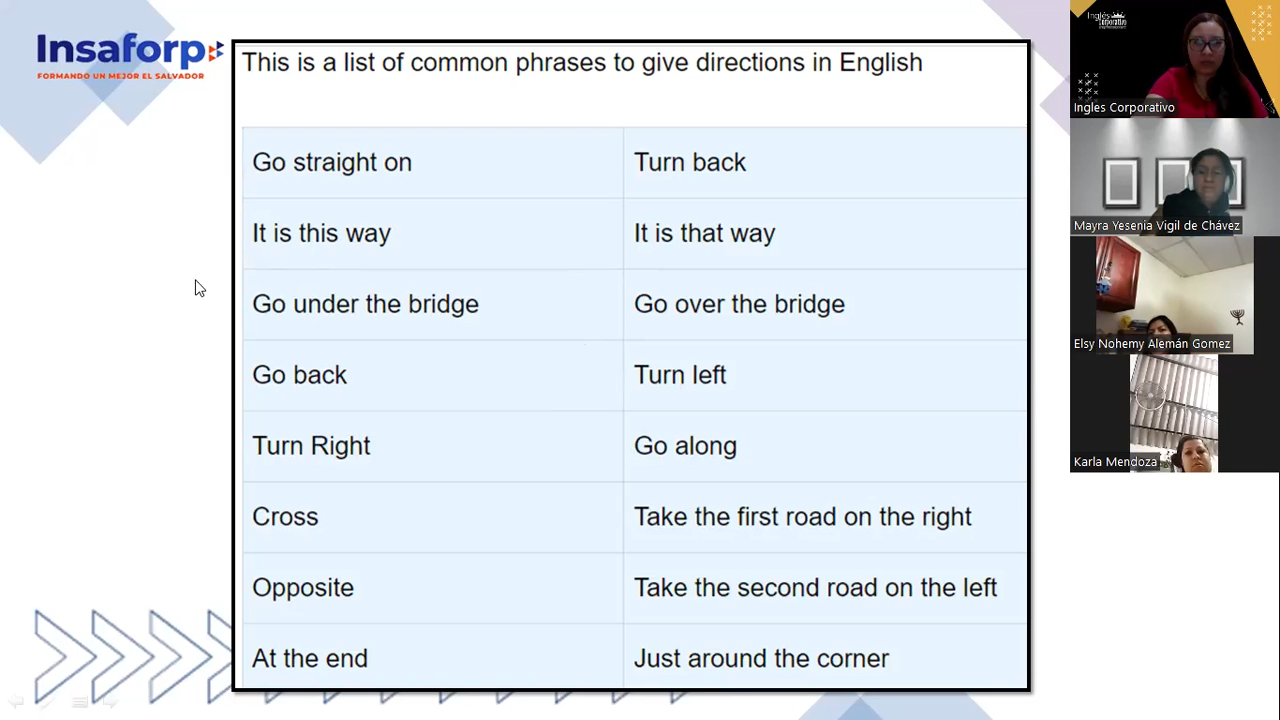 Insaforp
FORMANDO UN MEJOR EL SALVADOR
This is a list of common phrases to give directions in English
Go straight on
Turn back
It is this way
It is that way
Go under the bridge
Go over the bridge
Go back
Turn left
Turn Right
Go along
Cross
Take the first road on the right
Opposite
Take the second road on the left
At the end
Just around the corner
Inglés
Corporativo
Ingles Corporativo
Mayra Yesenia Vigil de Chávez
Elsy Nohemy Alemán Gomez
Karla Mendoza